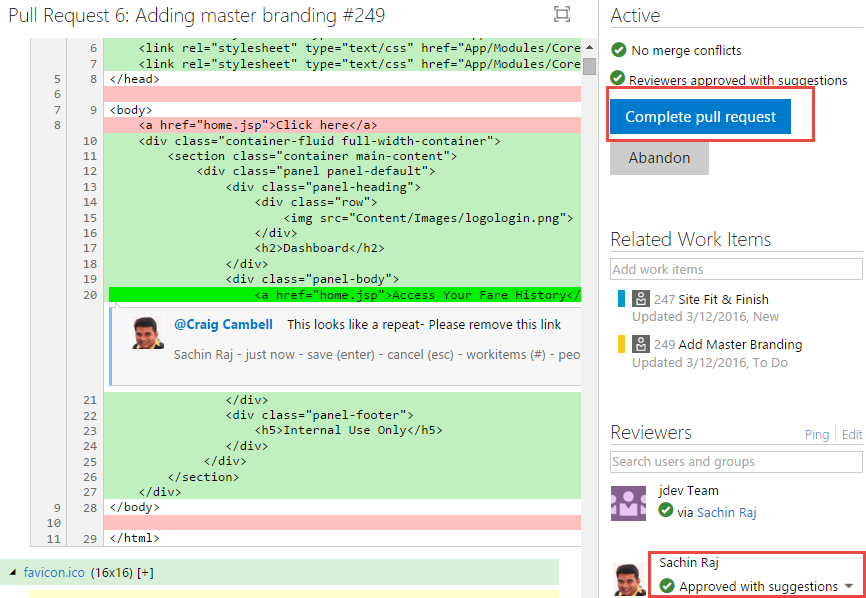 Pull Request 6: Adding master branding #249
6 <link rel="stylesheet" type="text/css" href="App/Modules/Core
7 <link rel="stylesheet" type="text/css" href="App/Modules/Core
5 8 </head>
6
7 9 <body>
8 <a href="home.jsp">Click here</a>
10 <div class="container-fluid full-width-container">
11 <section class="container main-content">
12 <div class="panel panel-default">
13 <div class="panel-heading">
14 <div class="row">
15 <img src="Content/Images/logologin.png">
16 </div>
17 <h2>Dashboard</h2>
18 </div>
19 <div class="panel-body">
20 <a href="home.jsp">Access Your Fare History</
@Craig Cambell This looks like a repeat- Please remove this link
Sachin Raj - just now - save (enter) - cancel (esc) - workitems (#) - peo
21 </div>
22 <div class="panel-footer">
23 <h5>Internal Use Only</h5>
24 </div>
25 </div>
26 </section>
27 </div>
9 28 </body>
10
11 29 </html>
favicon.ico (16x16) [+]
Active
No merge conflicts
Reviewers approved with suggestions
Complete pull request
Abandon
Related Work Items
Add work items
247 Site Fit & Finish
Updated 3/12/2016, New
249 Add Master Branding
Updated 3/12/2016, To Do
Reviewers Ping Edit
Search users and groups
jdev Team
via Sachin Raj
Sachin Raj
Approved with suggestions